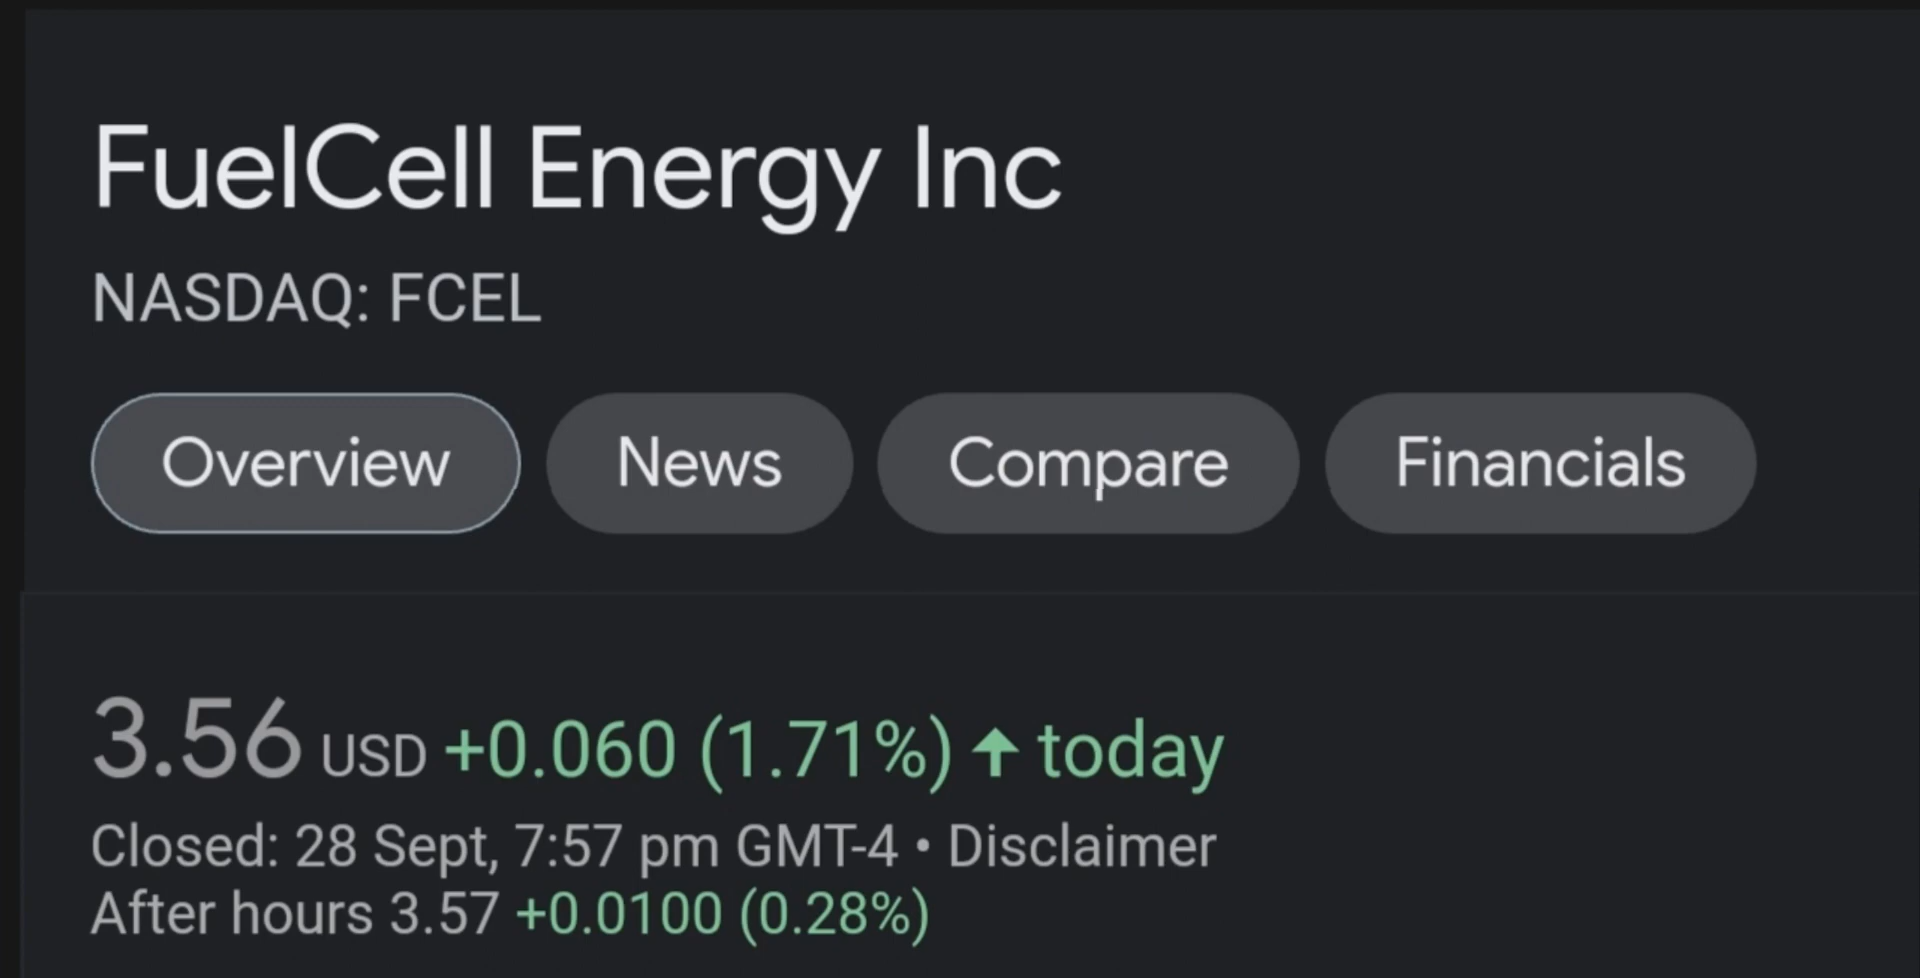 FuelCell Energy Inc
NASDAQ: FCEL
Overview News Compare Financials
3.56 USD +0.060 (1.71%) ↑ today
Closed: 28 Sept, 7:57 pm GMT-4 • Disclaimer
After hours 3.57 +0.0100 (0.28%)